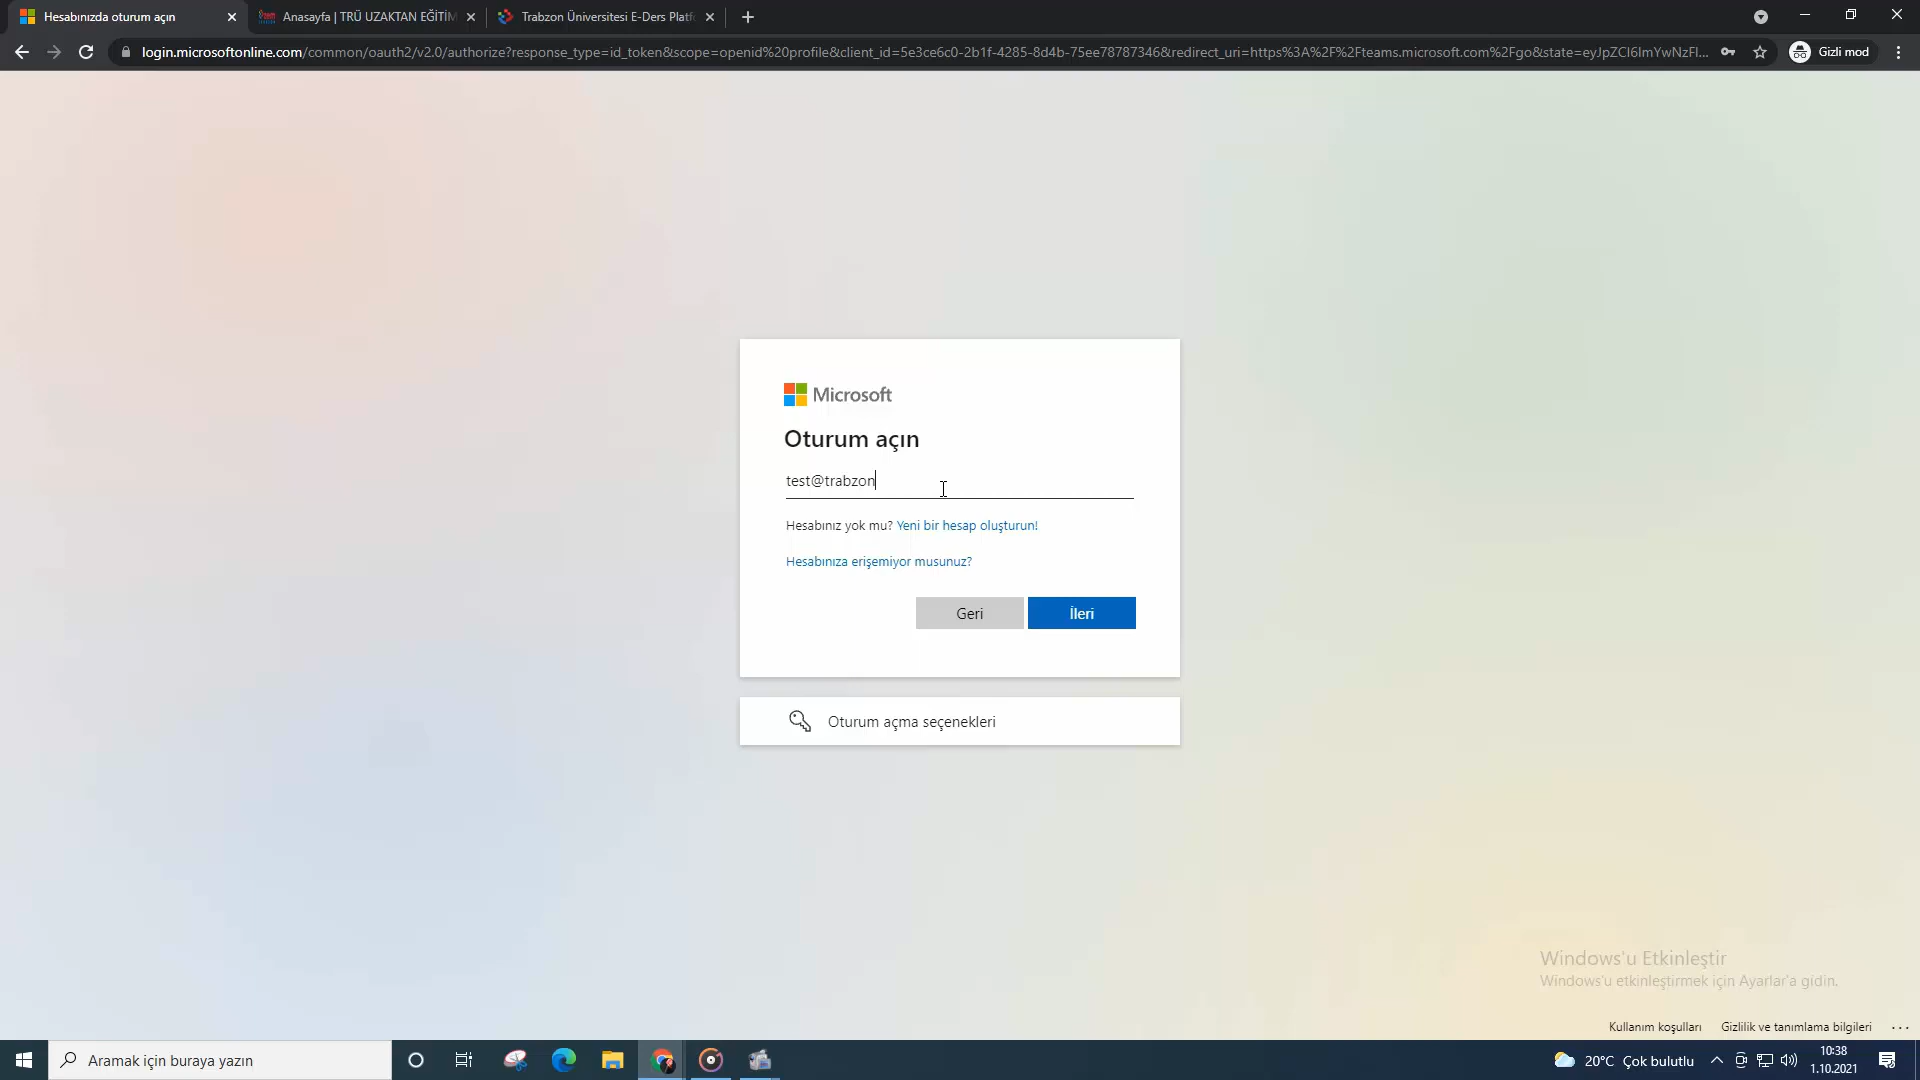 Hesabınızda oturum açın
Anasayfa | TRÜ UZAKTAN EĞİTİM
Trabzon Üniversitesi E-Ders Platf
login.microsoftonline.com/common/oauth2/v2.0/authorize?response_type=id_token&scope=openid%20profile&client_id=5e3ce6c0-2b1f-4285-8d4b-75ee78787346&redirect_uri=https%3A%2F%2Fteams.microsoft.com%2Fgo&state=eyJpZCI6ImYwNzFl...
Gizli mod
Microsoft
Oturum açın
test@trabzon
Hesabınız yok mu? Yeni bir hesap oluşturun!
Hesabınıza erişemiyor musunuz?
Geri
İleri
Oturum açma seçenekleri
Windows'u Etkinleştir
Windows'u etkinleştirmek için Ayarlar'a gidin.
Kullanım koşulları
Gizlilik ve tanımlama bilgileri
...
Aramak için buraya yazın
20°C Çok bulutlu
10:38
1.10.2021